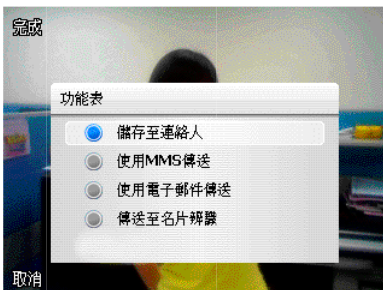 完成
功能表
儲存至連絡人
使用MMS傳送
使用電子郵件傳送
傳送至名片辨識
取消